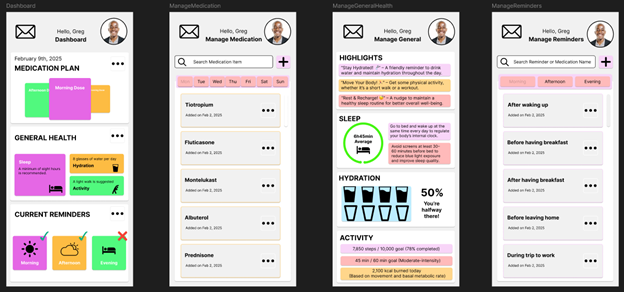 Dashboard
Hello, Greg
Dashboard
February 9th, 2025
MEDICATION PLAN
Morning Dose
GENERAL HEALTH
Sleep
A minimum of eight hours
is recommended
8 glasses of water per day
Hydration
A light walk is suggested
Activity
CURRENT REMINDERS
Morning
Afternoon
Evening
ManageMedication
Hello, Greg
Manage Medication
Search Medication Item
Tue
Wed
Thu
Fri
Sat
Sun
Tiotropium
Added on Feb 2, 2025
Fluticasone
Added on Feb 2, 2025
Montelukast
Added on Feb 2, 2025
Albuterol
Added on Feb 2, 2025
Prednisone
Added on Feb 2, 2025
ManageGeneralHealth
Hello, Greg
Manage General
HIGHLIGHTS
"Stay Hydrated! – A friendly reminder to drink
water and maintain hydration throughout the day.
"Move Your Body! – Get some physical activity,
whether it's a short walk or a workout.
"Rest & Recharge! – A nudge to maintain a
healthy sleep routine for better overall well-being.
SLEEP
6h45min
Average
Go to bed and wake up at the
same time every day to regulate
your body's internal clock.
Avoid screens at least 30-
60 minutes before bed to
reduce blue light exposure
and improve sleep quality.
HYDRATION
50%
You're
halfway
there!
ACTIVITY
7,850 steps / 10,000 goal (79% completed)
45 min / 60 min goal (Moderate-Intensity)
2,100 kcal burned today
(Based on movement and basal metabolic rate)
ManageReminders
Hello, Greg
Manage Reminders
Search Reminder or Medication Name
Morning
Afternoon
Evening
After waking up
Added on Feb 2, 2025
Before having breakfast
Added on Feb 2, 2025
After having breakfast
Added on Feb 2, 2025
Before leaving home
Added on Feb 2, 2025
During trip to work
Added on Feb 2, 2025